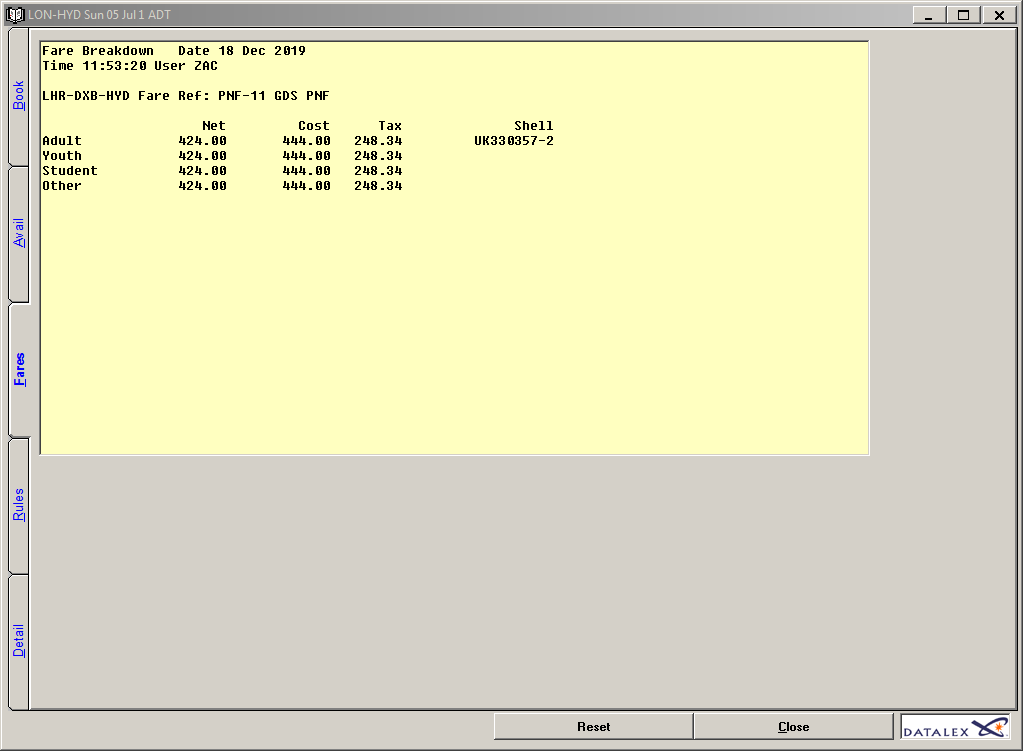 LON-HYD Sun 05 Jul 1 ADT
Book
Avail
Fares
Rules
Detail
Fare Breakdown   Date 18 Dec 2019
Time 11:53:20 User ZAC
LHR-DXB-HYD Fare Ref: PNF-11 GDS PNF
Net Cost Tax Shell
Adult 424.00 444.00 248.34 UK330357-2
Youth 424.00 444.00 248.34
Student 424.00 444.00 248.34
Other 424.00 444.00 248.34
Reset Close DATALEX